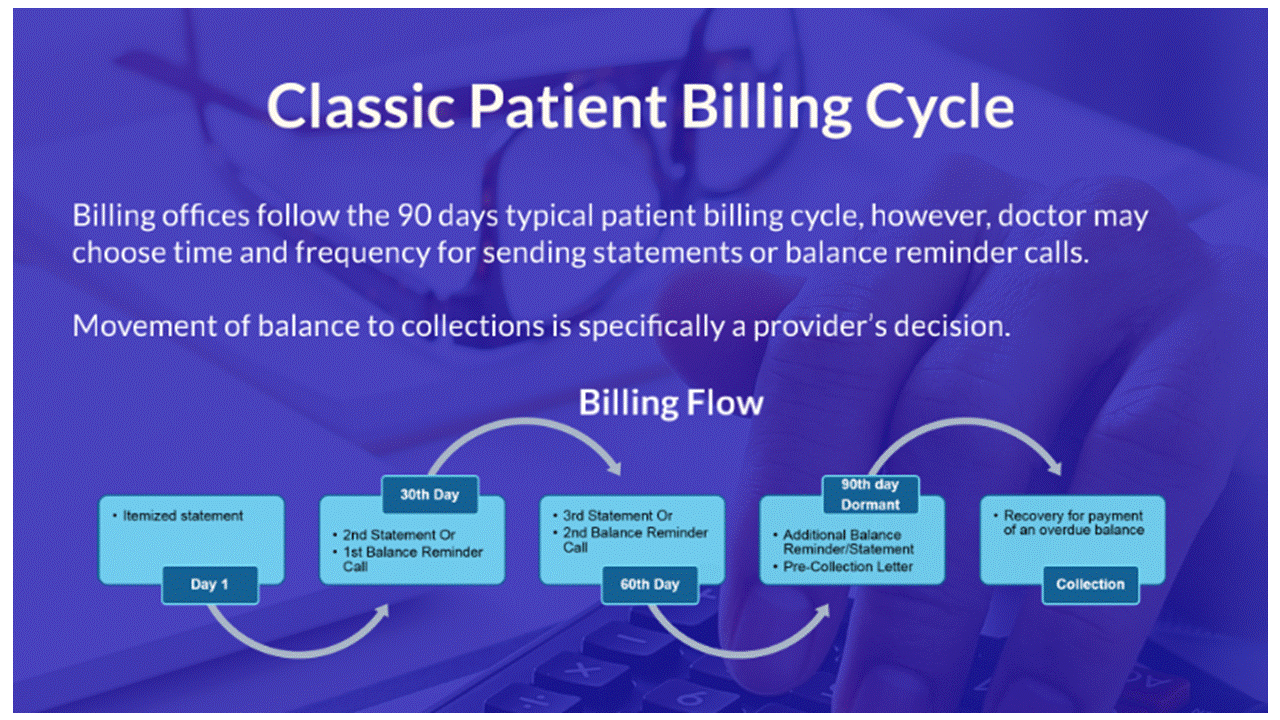 Classic Patient Billing Cycle
Billing offices follow the 90 days typical patient billing cycle, however, doctor may
choose time and frequency for sending statements or balance reminder calls.
Movement of balance to collections is specifically a provider's decision.
Billing Flow
• Itemized statement
Day 1
30th Day
• 2nd Statement Or
• 1st Balance Reminder
Call
• 3rd Statement Or
• 2nd Balance Reminder
Call
60th Day
90th day
Dormant
• Additional Balance
Reminder/Statement
• Pre-Collection Letter
• Recovery for payment
of an overdue balance
Collection